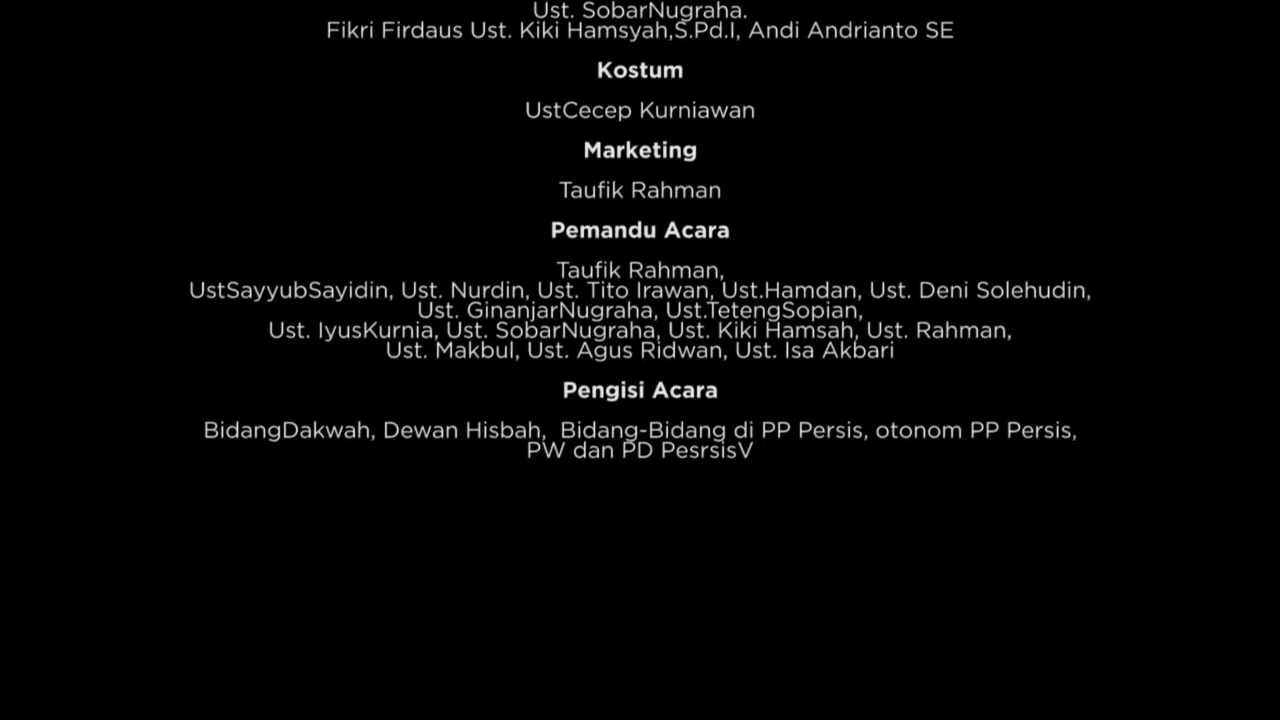 Ust. SobarNugraha.
Fikri Firdaus Ust. Kiki Hamsyah,S.Pd.I, Andi Andrianto SE
Kostum
UstCecep Kurniawan
Marketing
Taufik Rahman
Pemandu Acara
Taufik Rahman,
UstSayyubSayidin, Ust. Nurdin, Ust. Tito Irawan, Ust.Hamdan, Ust. Deni Solehudin,
Ust. GinanjarNugraha, Ust.TetengSopian,
Ust. IyusKurnia, Ust. SobarNugraha, Ust. Kiki Hamsah, Ust. Rahman,
Ust. Makbul, Ust. Agus Ridwan, Ust. Isa Akbari
Pengisi Acara
BidangDakwah, Dewan Hisbah,  Bidang-Bidang di PP Persis, otonom PP Persis,
PW dan PD PesrsisV